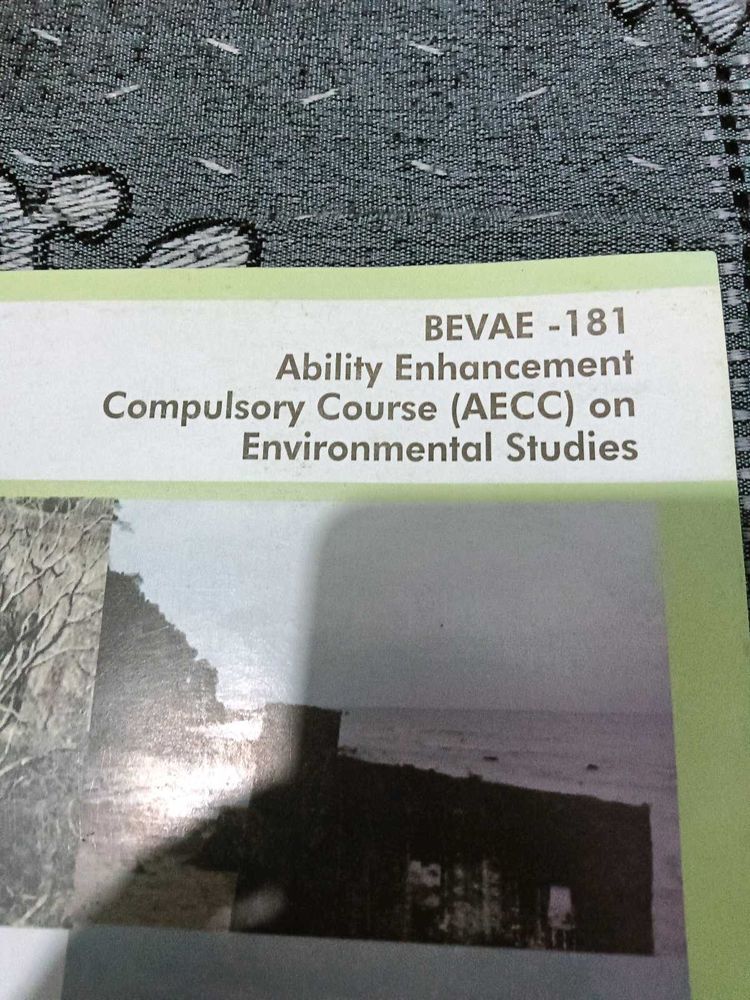 BEVAE -181
Ability Enhancement
Compulsory Course (AECC) on
Environmental Studies